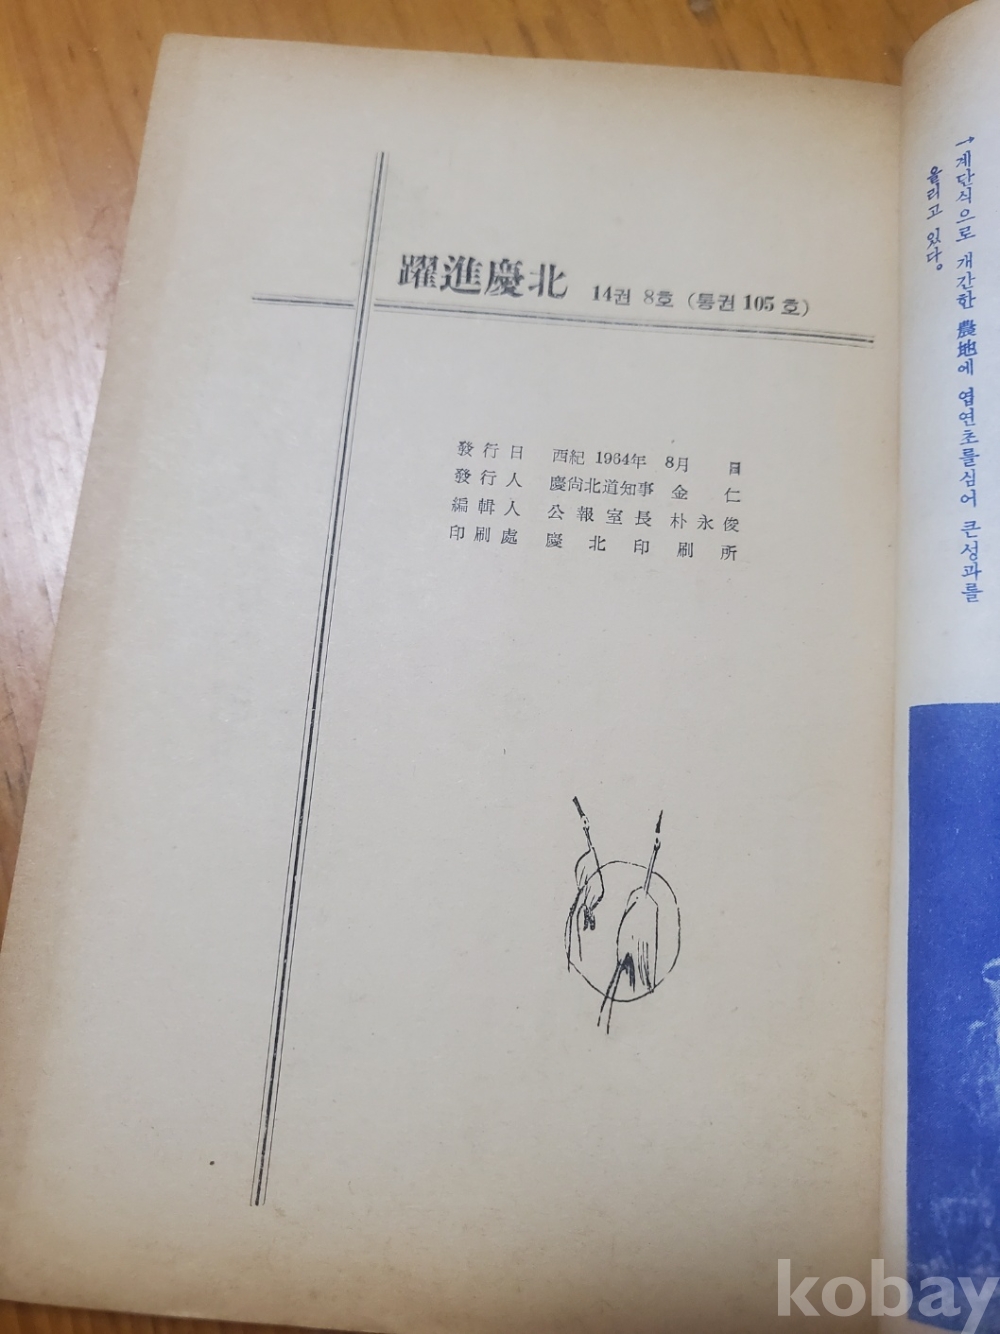 躍進慶北 14권 8호 (통권 105 호)
發行日 西紀 1964年 8月 日
發行人 慶尙北道知事 金 仁
編輯人 公報室長 朴永俊
印刷處 慶北印刷所
→계단식으로 개간한 農地에 엽연초를심어 큰성과를
올리고 있다.
kobay